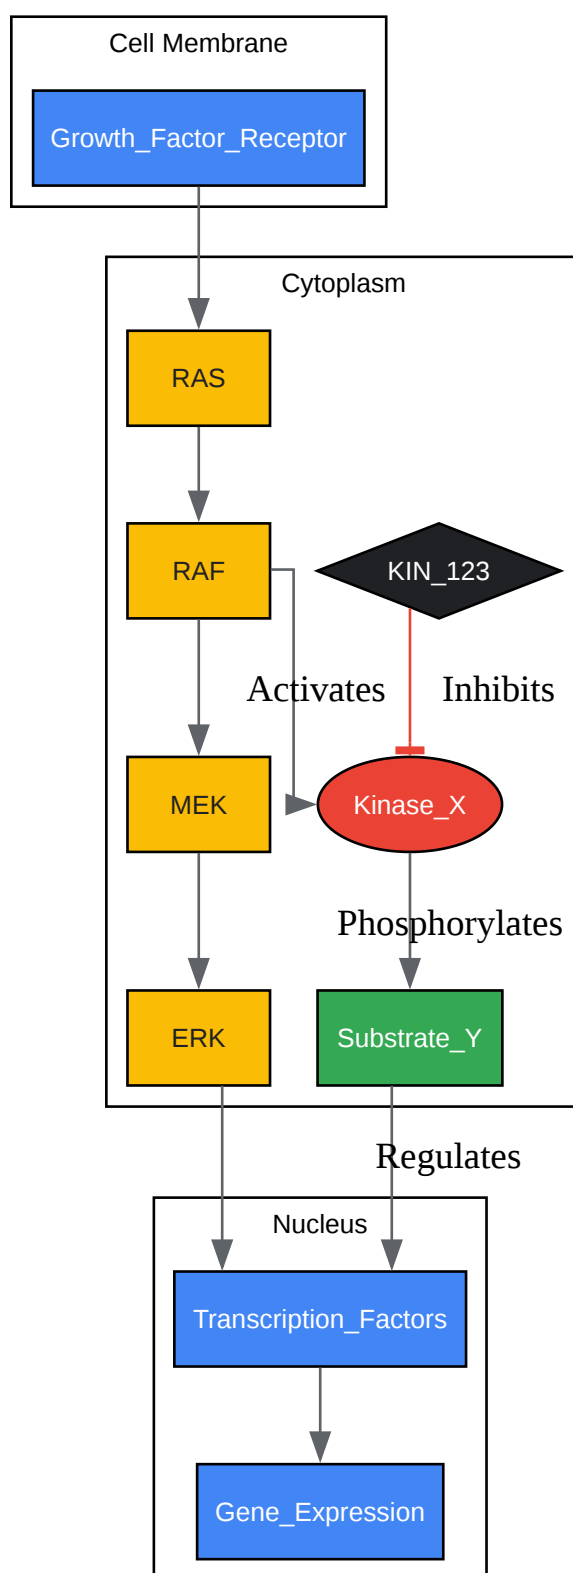 Cell Membrane
Growth_Factor_Receptor
Cytoplasm
RAS
RAF
KIN_123
Activates
Inhibits
MEK
Kinase_X
Phosphorylates
ERK
Substrate_Y
Regulates
Nucleus
Transcription_Factors
Gene_Expression